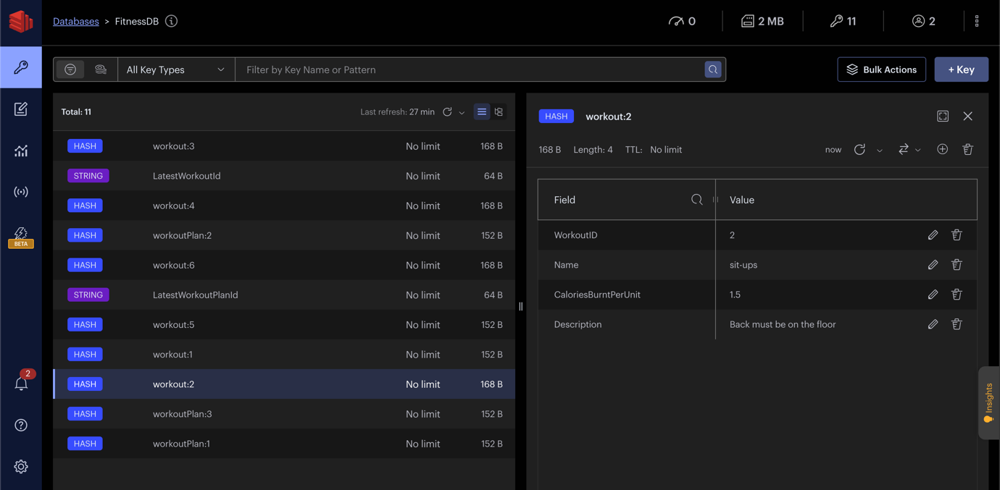 Databases > FitnessDB
0
2 MB
11
2
All Key Types
Filter by Key Name or Pattern
Bulk Actions
+ Key
Total: 11
Last refresh: 27 min
HASH workout:3 No limit 168 B
STRING LatestWorkoutId No limit 64 B
HASH workout:4 No limit 168 B
HASH workoutPlan:2 No limit 152 B
HASH workout:6 No limit 168 B
STRING LatestWorkoutPlanId No limit 64 B
HASH workout:5 No limit 152 B
HASH workout:1 No limit 152 B
HASH workout:2 No limit 168 B
HASH workoutPlan:3 No limit 152 B
HASH workoutPlan:1 No limit 152 B
HASH workout:2
168 B Length: 4 TTL: No limit
now
Field Value
WorkoutID 2
Name sit-ups
CaloriesBurntPerUnit 1.5
Description Back must be on the floor
BETA
2
Insights